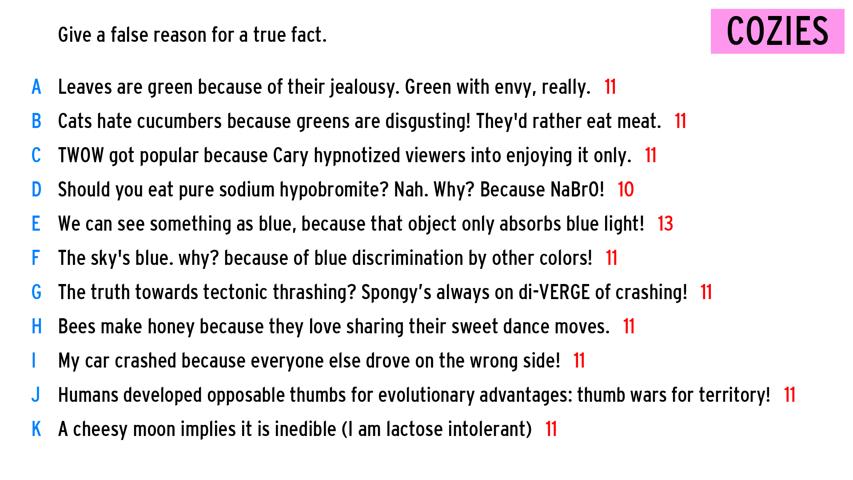 Give a false reason for a true fact.
COZIES
A Leaves are green because of their jealousy. Green with envy, really. 11
B Cats hate cucumbers because greens are disgusting! They'd rather eat meat. 11
C TWOW got popular because Cary hypnotized viewers into enjoying it only. 11
D Should you eat pure sodium hypobromite? Nah. Why? Because NaBrO! 10
E We can see something as blue, because that object only absorbs blue light! 13
F The sky's blue. why? because of blue discrimination by other colors! 11
G The truth towards tectonic thrashing? Spongy’s always on di-VERGE of crashing! 11
H Bees make honey because they love sharing their sweet dance moves. 11
I My car crashed because everyone else drove on the wrong side! 11
J Humans developed opposable thumbs for evolutionary advantages: thumb wars for territory! 11
K A cheesy moon implies it is inedible (I am lactose intolerant) 11